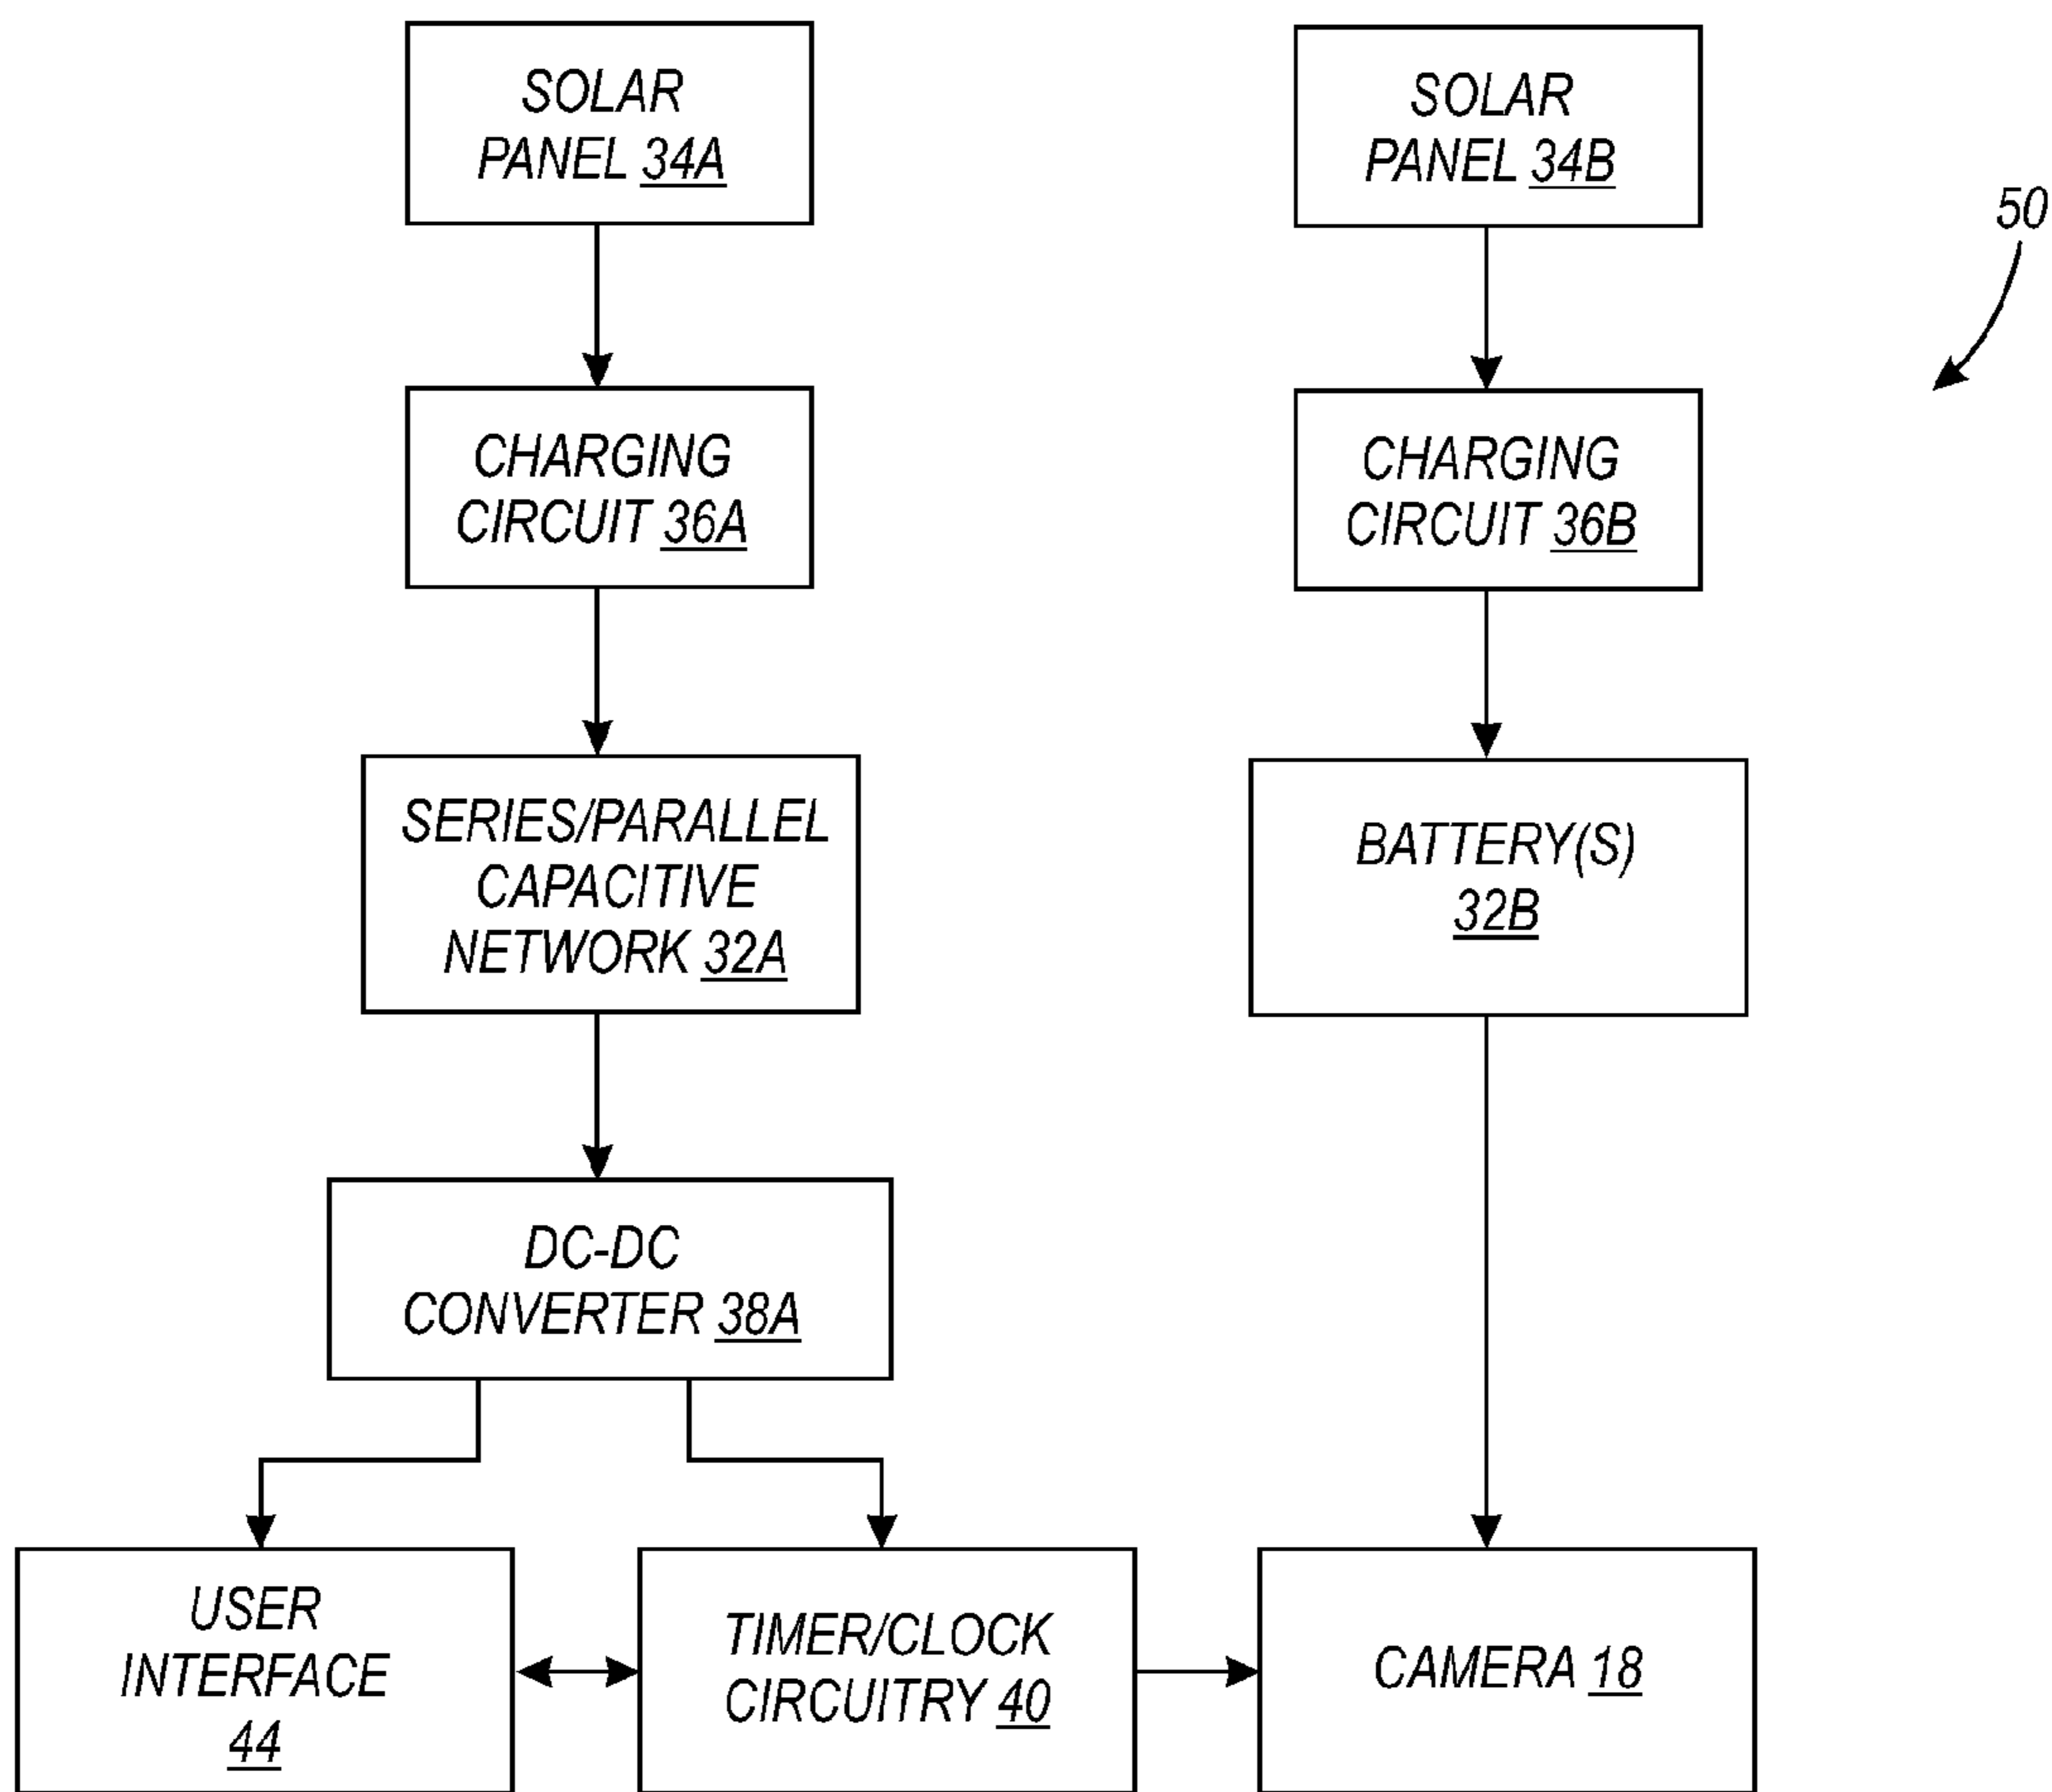 SOLAR
PANEL 34A
SOLAR
PANEL 34B
50
CHARGING
CIRCUIT 36A
CHARGING
CIRCUIT 36B
SERIES/PARALLEL
CAPACITIVE
NETWORK 32A
BATTERY(S)
32B
DC-DC
CONVERTER 38A
USER
INTERFACE
44
TIMER/CLOCK
CIRCUITRY 40
CAMERA 18